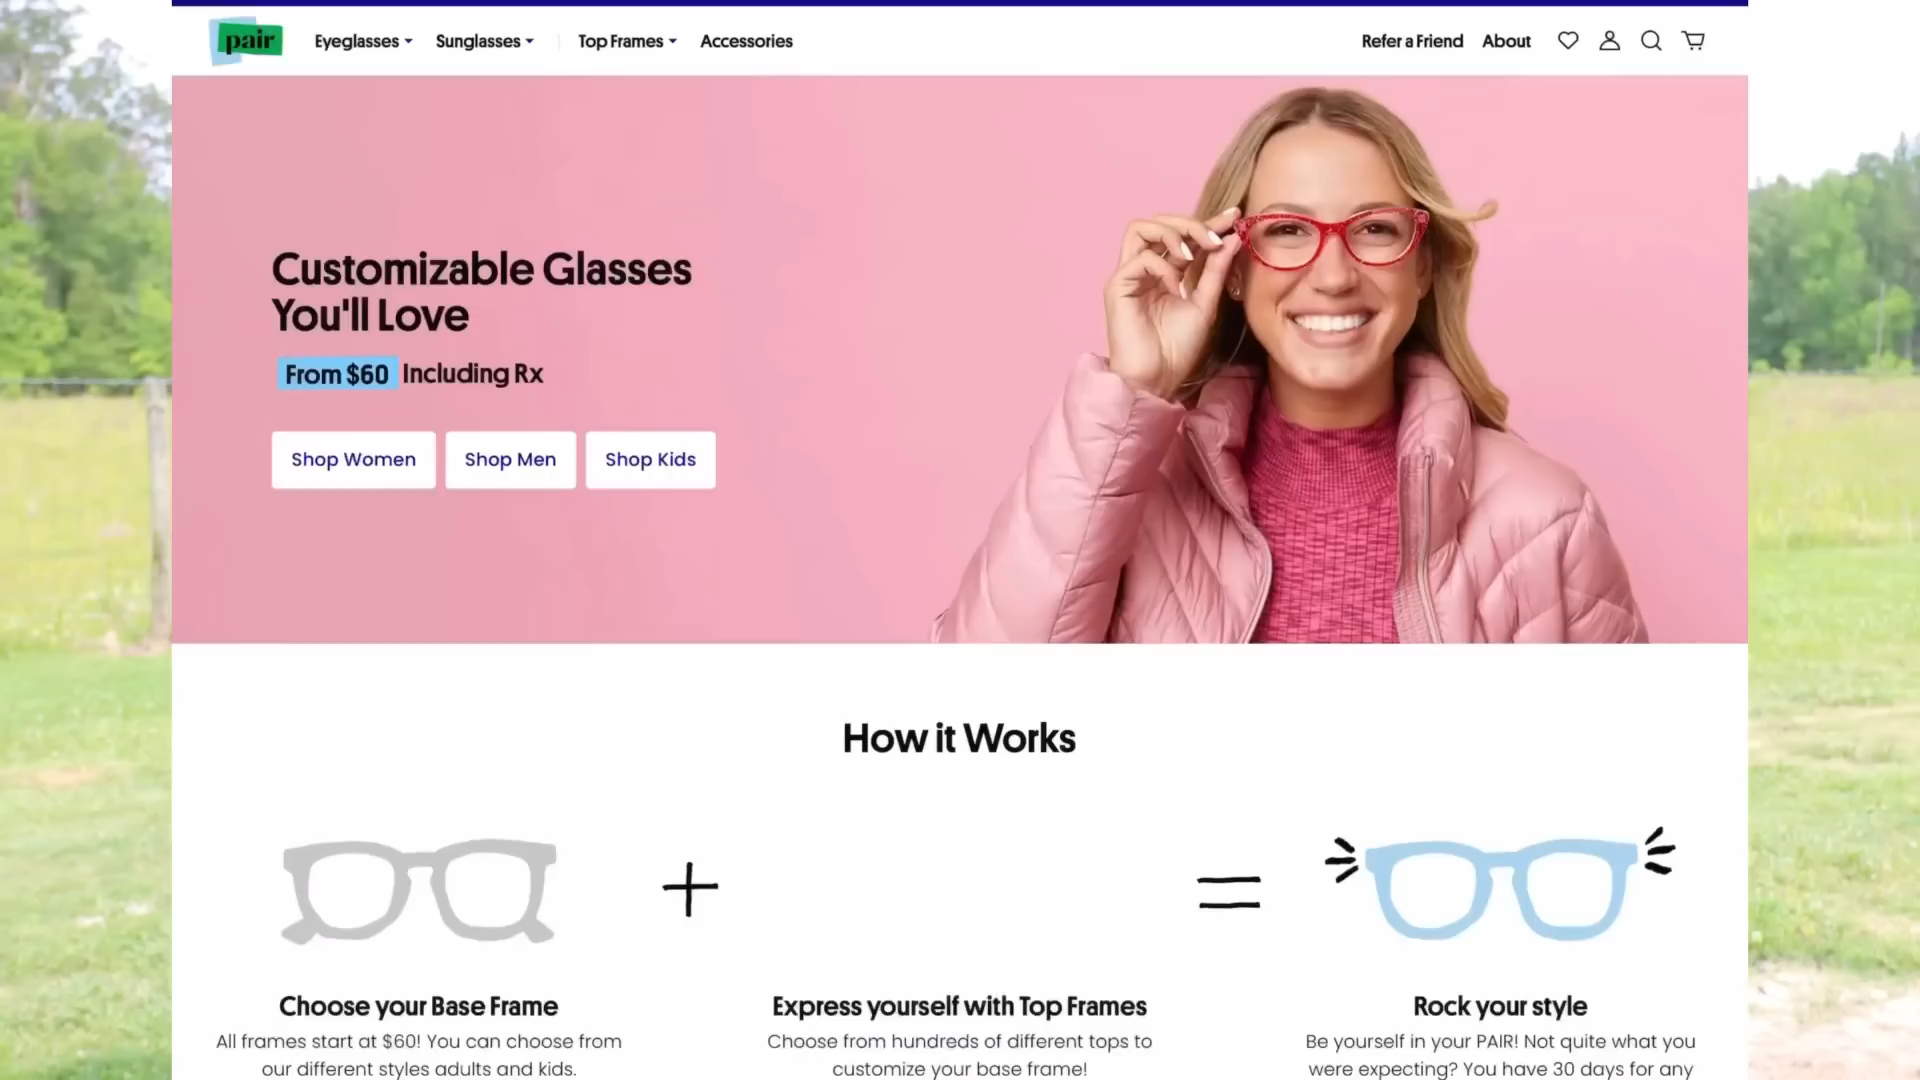 pair
Eyeglasses
Sunglasses
Top Frames
Accessories
Refer a Friend
About
Customizable Glasses
You'll Love
From $60 Including Rx
Shop Women
Shop Men
Shop Kids
How it Works
Choose your Base Frame
All frames start at $60! You can choose from
our different styles adults and kids.
Express yourself with Top Frames
Choose from hundreds of different tops to
customize your base frame!
Rock your style
Be yourself in your PAIR! Not quite what you
were expecting? You have 30 days for any